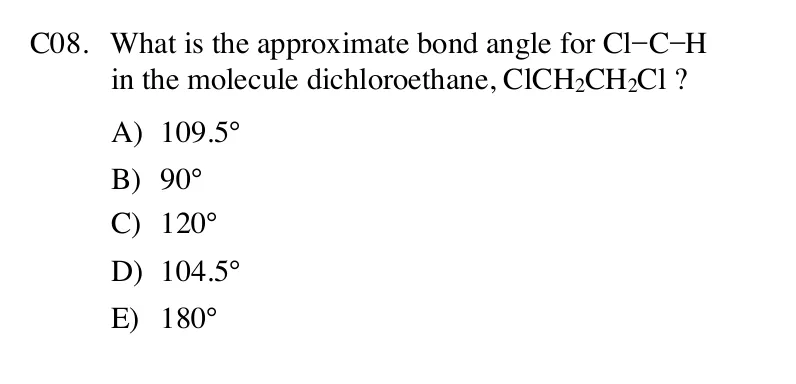 C08. What is the approximate bond angle for Cl−C−H
in the molecule dichloroethane, ClCH₂CH₂Cl ?
A) 109.5°
B) 90°
C) 120°
D) 104.5°
E) 180°